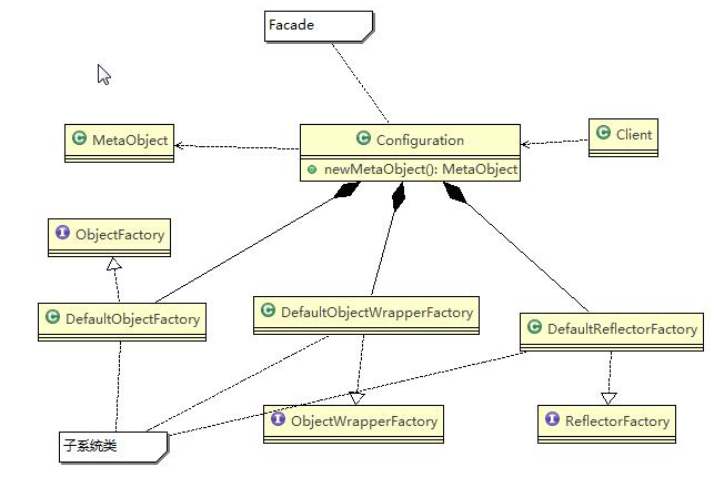 Facade
MetaObject
Configuration
newMetaObject(): MetaObject
Client
ObjectFactory
DefaultObjectFactory
DefaultObjectWrapperFactory
DefaultReflectorFactory
子系统类
ObjectWrapperFactory
ReflectorFactory